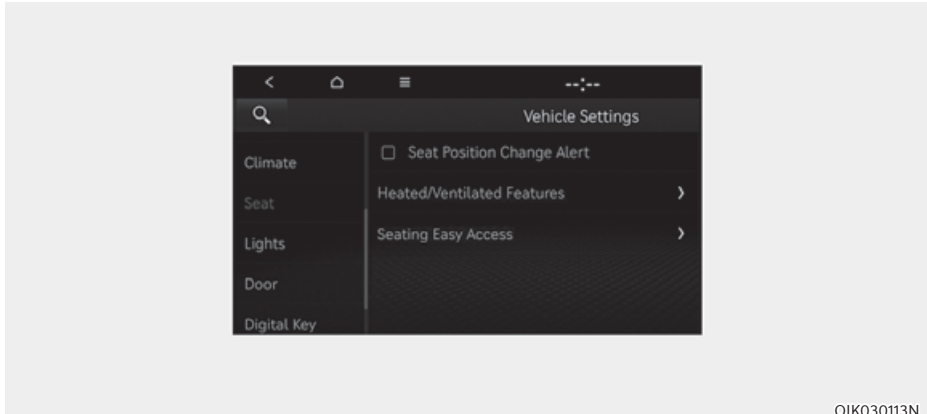 --:--
Vehicle Settings
Climate
Seat
Lights
Door
Digital Key
Seat Position Change Alert
Heated/Ventilated Features
Seating Easy Access
OIK030113N